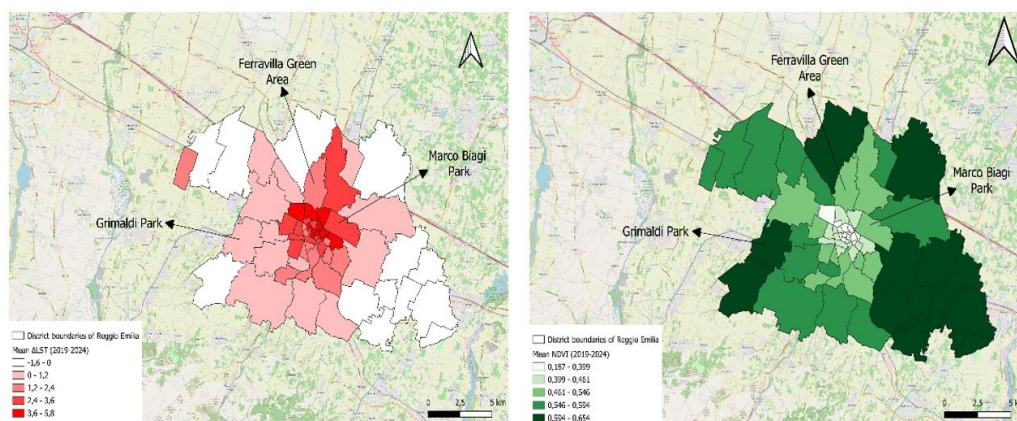 Ferravilla Green
Area
Marco Biagi
Park
Grimaldi Park
District boundaries of Reggio Emilia
Mean ΔLST (2019-2024)
-1,6 - 0
0 - 1,2
1,2 - 2,4
2,4 - 3,6
3,6 - 5,8
0 2,5 5 km
Ferravilla Green
Area
Marco Biagi
Park
Grimaldi Park
District boundaries of Reggio Emilia
Mean NDVI (2019-2024)
0,187 - 0,399
0,399 - 0,461
0,461 - 0,546
0,546 - 0,594
0,594 - 0,654
0 2,5 5 km